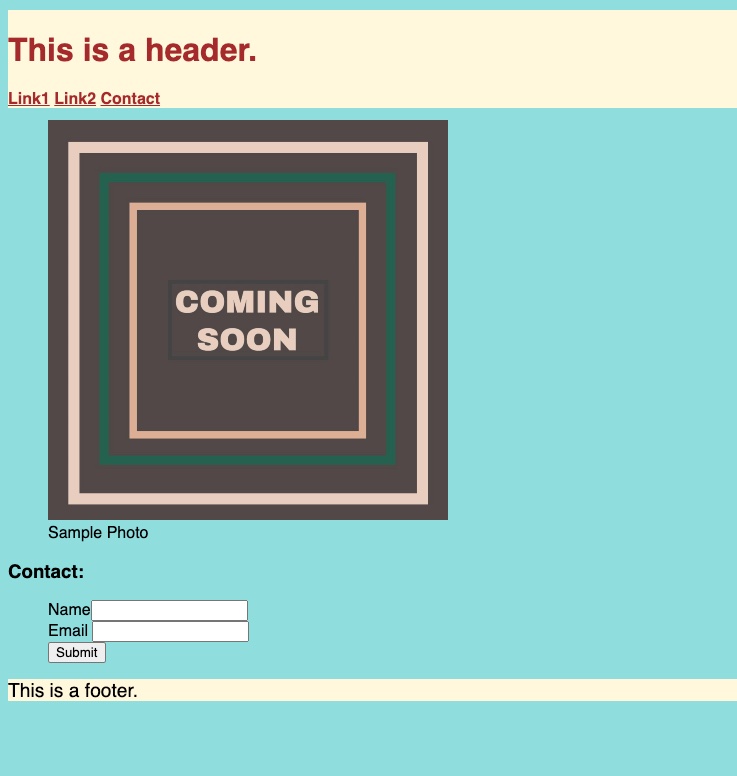 This is a header.
Link1 Link2 Contact
COMING
SOON
Sample Photo
Contact:
Name
Email
Submit
This is a footer.